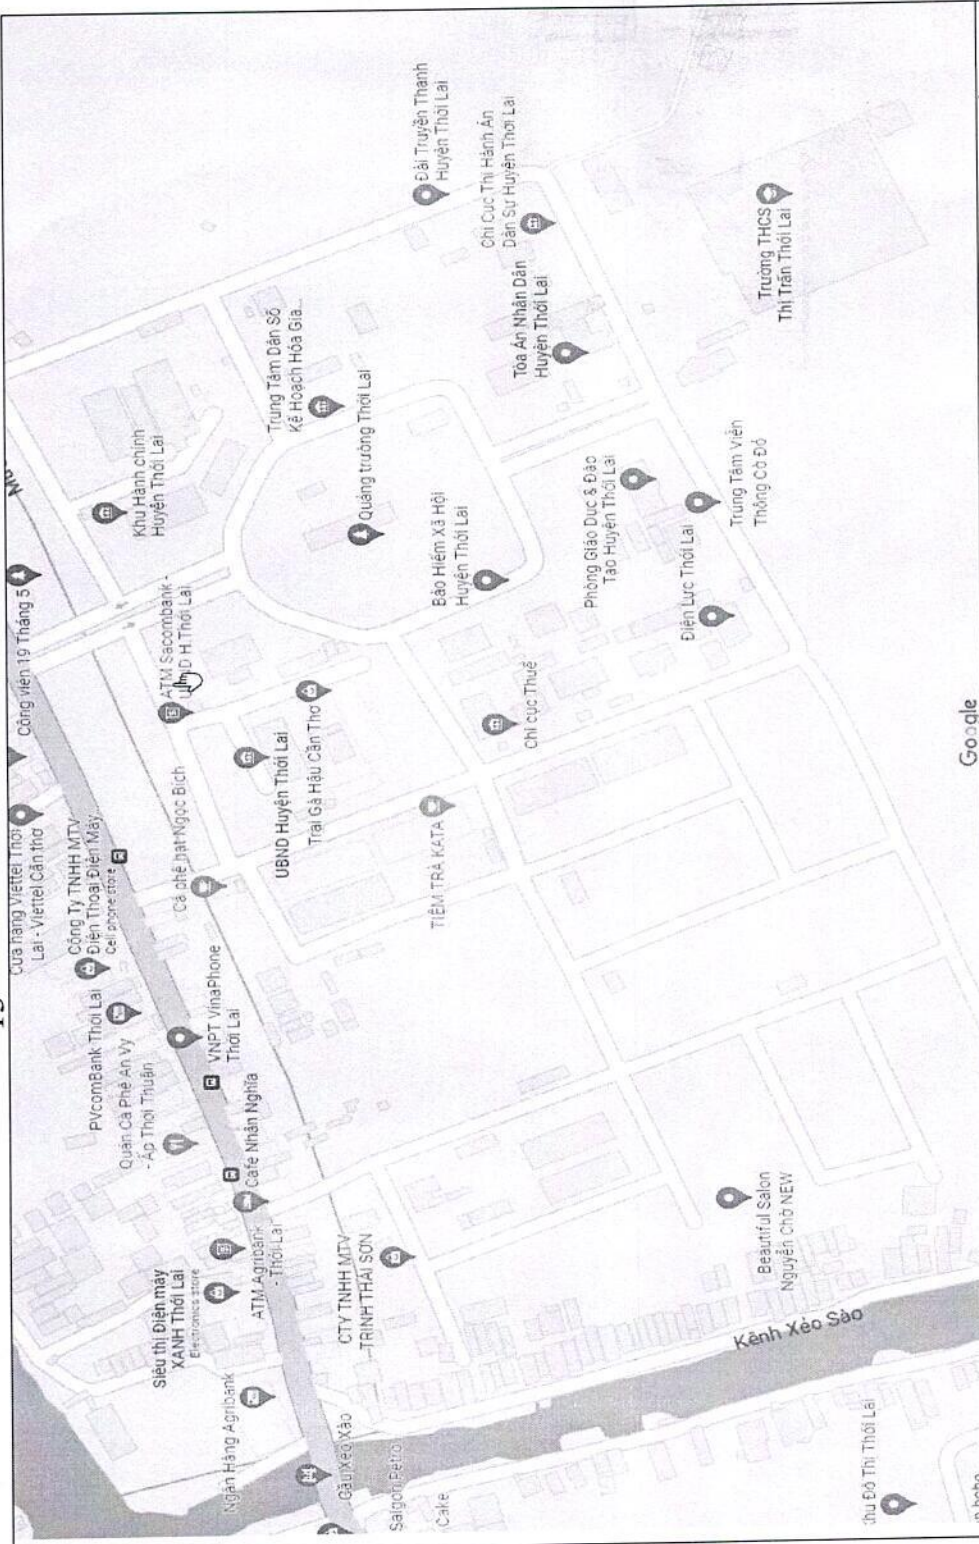 Công viên 19 Tháng 5
Cửa hàng Viettel Thới
Lai - Viettel Cần thơ
Công Ty TNHH MTV
Điện Thoại Điện Máy...
Cell phone store
PVcomBank Thới Lai
Quán Cà Phê An Vy
- Ấp Thới Thuận
Siêu thị Điện máy
XANH Thới Lai
Electronics store
Ngân Hàng Agribank
ATM Agribank
- Thới Lai
Café Nhân Nghĩa
VNPT VinaPhone
Thới Lai
Cà phê hát Ngọc Bích
ATM Sacombank -
UBND H.Thới Lai
Khu Hành chính
Huyện Thới Lai
Trung Tâm Dân Số
Kế Hoạch Hóa Gia...
Đài Truyền Thanh
Huyện Thới Lai
Chi Cục Thi Hành Án
Dân Sự Huyện Thới Lai
Tòa Án Nhân Dân
Huyện Thới Lai
Trường THCS
Thị Trấn Thới Lai
Quảng trường Thới Lai
Bảo Hiểm Xã Hội
Huyện Thới Lai
Phòng Giáo Dục & Đào
Tạo Huyện Thới Lai
Trung Tâm Viễn
Thông Cờ Đỏ
Điện Lực Thới Lai
Chi cục Thuế
UBND Huyện Thới Lai
Trại Gà Hậu Cần Thơ
TIỆM TRÀ KATA
CTY TNHH MTV
TRỊNH THÁI SƠN
Cầu Xẻo Xào
Saigon Petro
Cake
Kênh Xẻo Sào
Beautiful Salon
Nguyễn Chờ NEW
Khu Đô Thị Thới Lai
Google